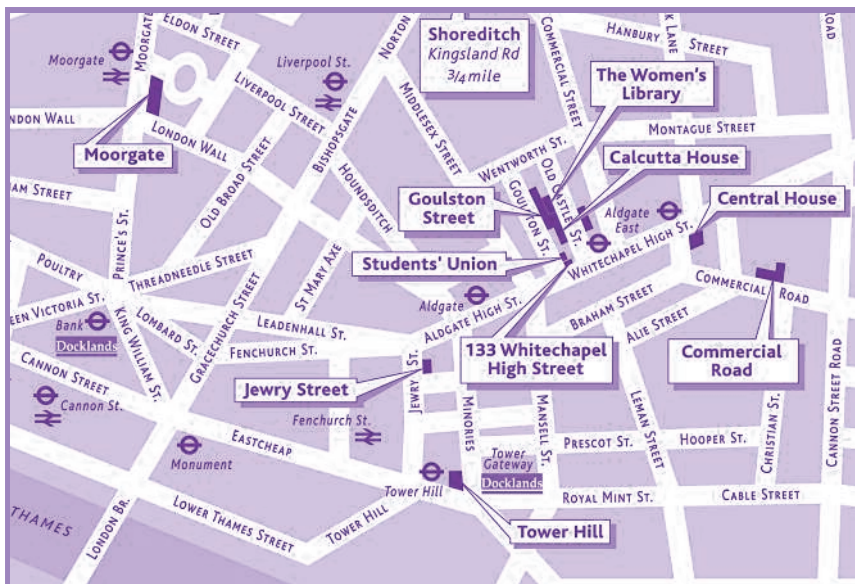 MOORGATE
ELDON STREET
Moorgate
Liverpool St.
NORTON
Shoreditch
Kingsland Rd
3/4 mile
COMMERCIAL STREET
HANBURY STREET
K LANE
ROAD
The Women's
Library
LIVERPOOL STREET
MIDDLESEX STREET
NDON WALL
LONDON WALL
Moorgate
BISHOPSGATE
WENTWORTH ST.
MONTAGUE STREET
OLD CASTLE ST.
Calcutta House
AM STREET
OLD BROAD STREET
HOUNDSDITCH
GOULSTON ST.
Goulston
Street
Aldgate
East
Central House
PRINCE'S ST.
ST MARY AXE
Students' Union
WHITECHAPEL HIGH ST.
POULTRY
THREADNEEDLE STREET
COMMERCIAL ROAD
EEN VICTORIA ST.
Bank
Docklands
KING WILLIAM ST.
LOMBARD ST.
GRACECHURCH STREET
LEADENHALL ST.
Aldgate
ALDGATE HIGH ST.
BRAHAM STREET
ALIE STREET
FENCHURCH ST.
133 Whitechapel
High Street
Commercial
Road
CANNON STREET
Jewry Street
JEWRY ST.
CANNON STREET ROAD
Cannon St.
Fenchurch St.
MINORIES
MANSELL ST.
LEMAN STREET
CHRISTIAN ST.
EASTCHEAP
Monument
PRESCOT ST.
HOOPER ST.
Tower
Gateway
Docklands
Tower Hill
ROYAL MINT ST.
CABLE STREET
THAMES
LONDON BR.
LOWER THAMES STREET
TOWER HILL
Tower Hill